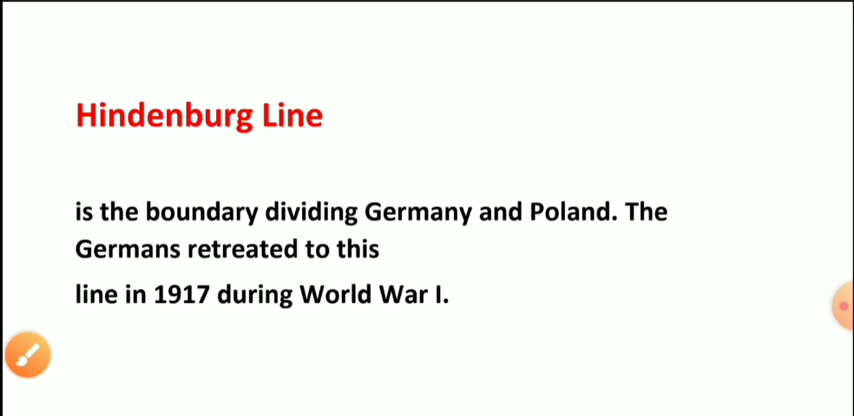 Hindenburg Line
is the boundary dividing Germany and Poland. The
Germans retreated to this
line in 1917 during World War I.